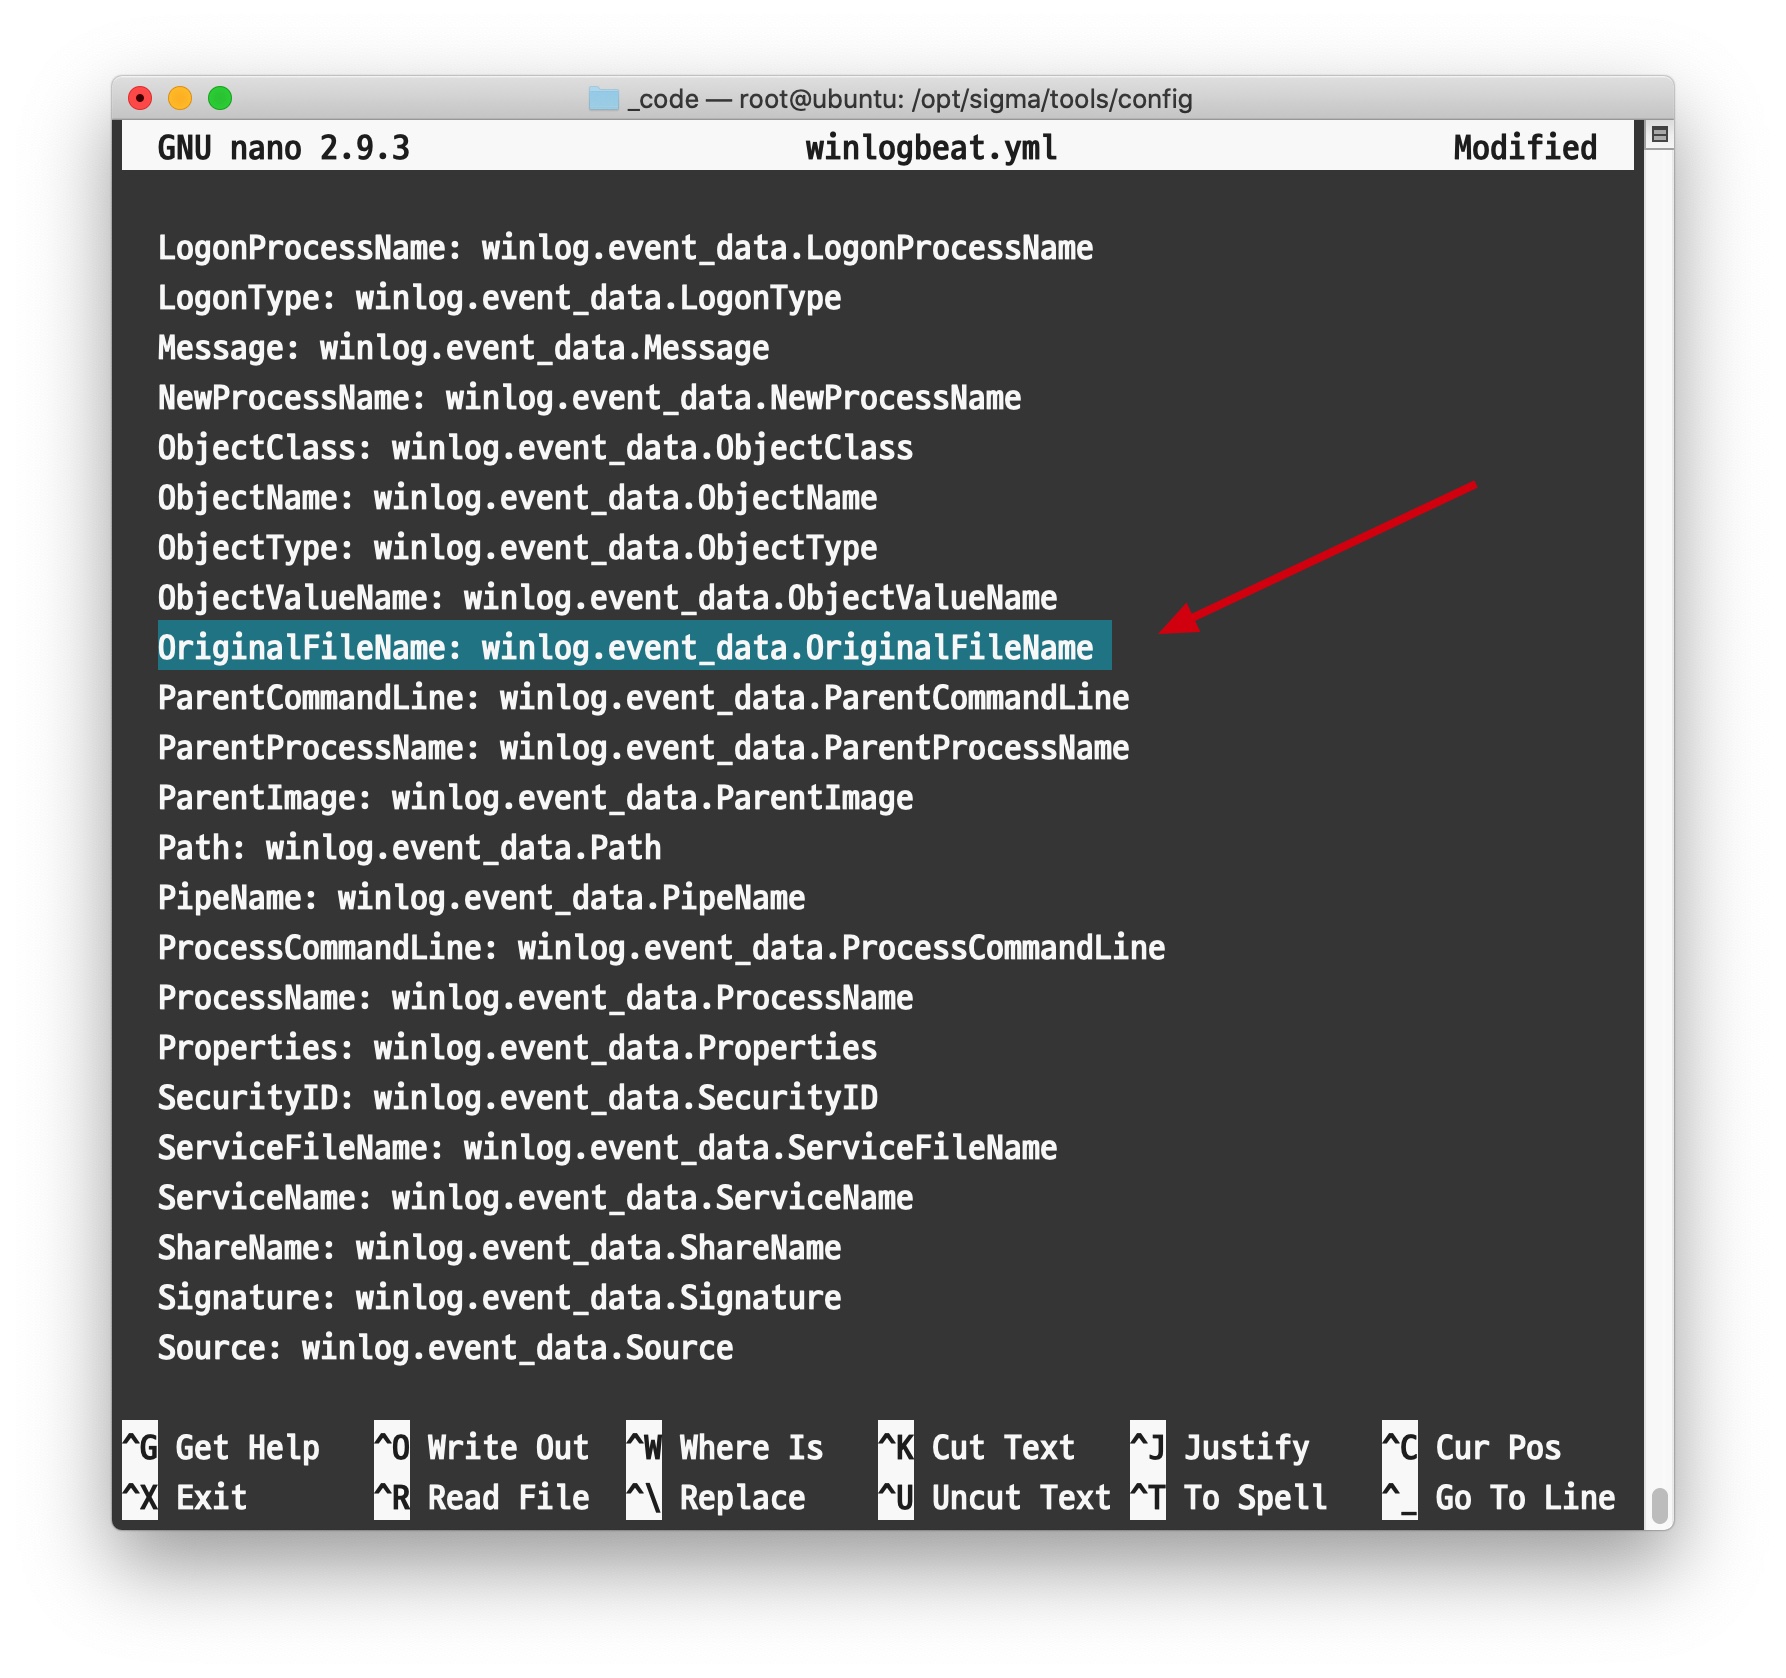 _code — root@ubuntu: /opt/sigma/tools/config
GNU nano 2.9.3 winlogbeat.yml Modified
LogonProcessName: winlog.event_data.LogonProcessName
LogonType: winlog.event_data.LogonType
Message: winlog.event_data.Message
NewProcessName: winlog.event_data.NewProcessName
ObjectClass: winlog.event_data.ObjectClass
ObjectName: winlog.event_data.ObjectName
ObjectType: winlog.event_data.ObjectType
ObjectValueName: winlog.event_data.ObjectValueName
OriginalFileName: winlog.event_data.OriginalFileName
ParentCommandLine: winlog.event_data.ParentCommandLine
ParentProcessName: winlog.event_data.ParentProcessName
ParentImage: winlog.event_data.ParentImage
Path: winlog.event_data.Path
PipeName: winlog.event_data.PipeName
ProcessCommandLine: winlog.event_data.ProcessCommandLine
ProcessName: winlog.event_data.ProcessName
Properties: winlog.event_data.Properties
SecurityID: winlog.event_data.SecurityID
ServiceFileName: winlog.event_data.ServiceFileName
ServiceName: winlog.event_data.ServiceName
ShareName: winlog.event_data.ShareName
Signature: winlog.event_data.Signature
Source: winlog.event_data.Source
^G Get Help ^O Write Out ^W Where Is ^K Cut Text ^J Justify ^C Cur Pos
^X Exit ^R Read File ^\ Replace ^U Uncut Text ^T To Spell ^_ Go To Line